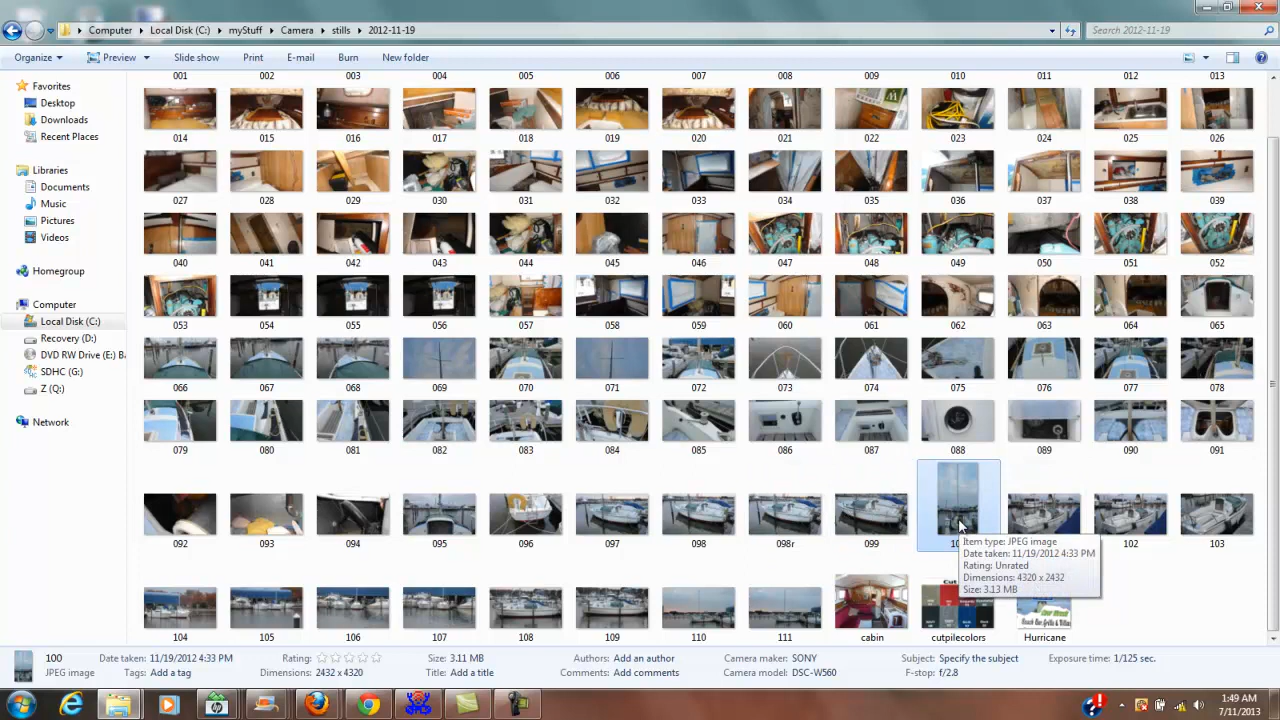 Computer ▸ Local Disk (C:) ▸ myStuff ▸ Camera ▸ stills ▸ 2012-11-19
Search 2012-11-19
Organize Preview Slide show Print E-mail Burn New folder
Favorites
Desktop
Downloads
Recent Places
Libraries
Documents
Music
Pictures
Videos
Homegroup
Computer
Local Disk (C:)
Recovery (D:)
DVD RW Drive (E:) B
SDHC (G:)
Z (Q:)
Network
001 002 003 004 005 006 007 008 009 010 011 012 013
014 015 016 017 018 019 020 021 022 023 024 025 026
027 028 029 030 031 032 033 034 035 036 037 038 039
040 041 042 043 044 045 046 047 048 049 050 051 052
053 054 055 056 057 058 059 060 061 062 063 064 065
066 067 068 069 070 071 072 073 074 075 076 077 078
079 080 081 082 083 084 085 086 087 088 089 090 091
092 093 094 095 096 097 098 098r 099 10 102 103
Item type: JPEG image
Date taken: 11/19/2012 4:33 PM
Rating: Unrated
Dimensions: 4320 x 2432
Size: 3.13 MB
104 105 106 107 108 109 110 111 cabin cutpilecolors Hurricane
100 Date taken: 11/19/2012 4:33 PM Rating: Size: 3.11 MB Authors: Add an author Camera maker: SONY Subject: Specify the subject Exposure time: 1/125 sec.
JPEG image Tags: Add a tag Dimensions: 2432 x 4320 Title: Add a title Comments: Add comments Camera model: DSC-W560 F-stop: f/2.8
1:49 AM
7/11/2013